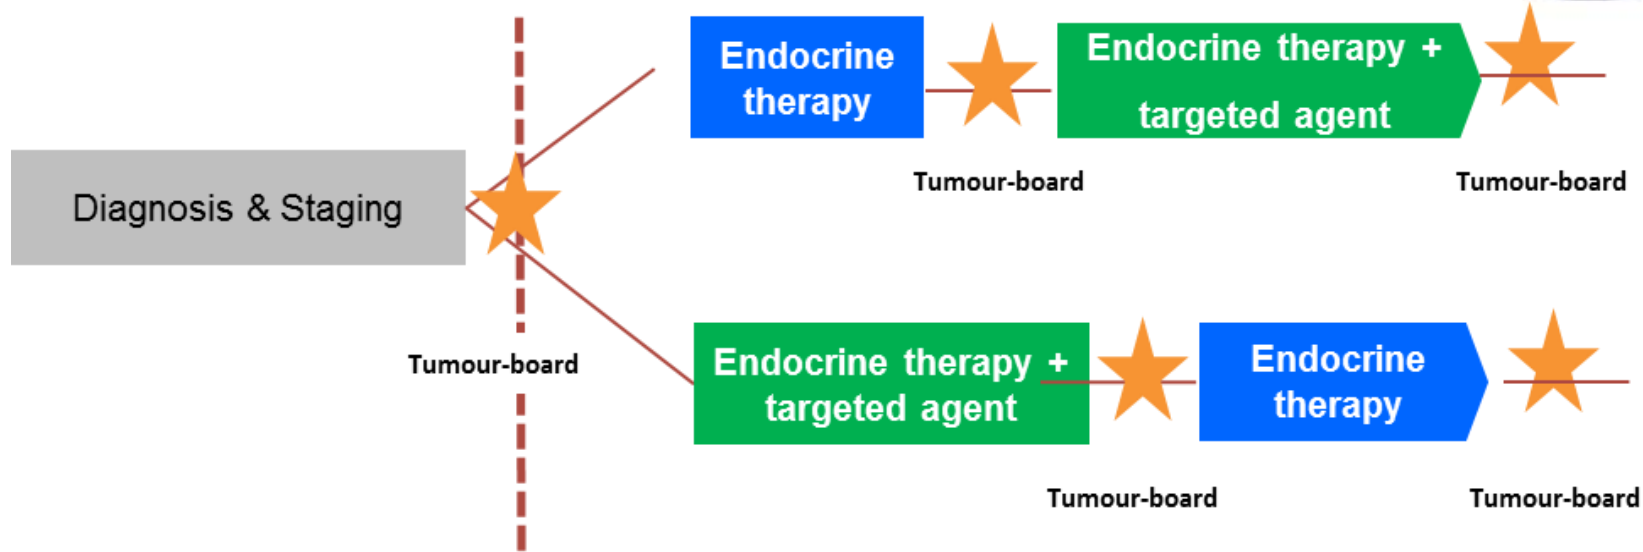 Endocrine
therapy
Endocrine therapy +
targeted agent
Tumour-board
Tumour-board
Diagnosis & Staging
Tumour-board
Endocrine therapy +
targeted agent
Endocrine
therapy
Tumour-board
Tumour-board